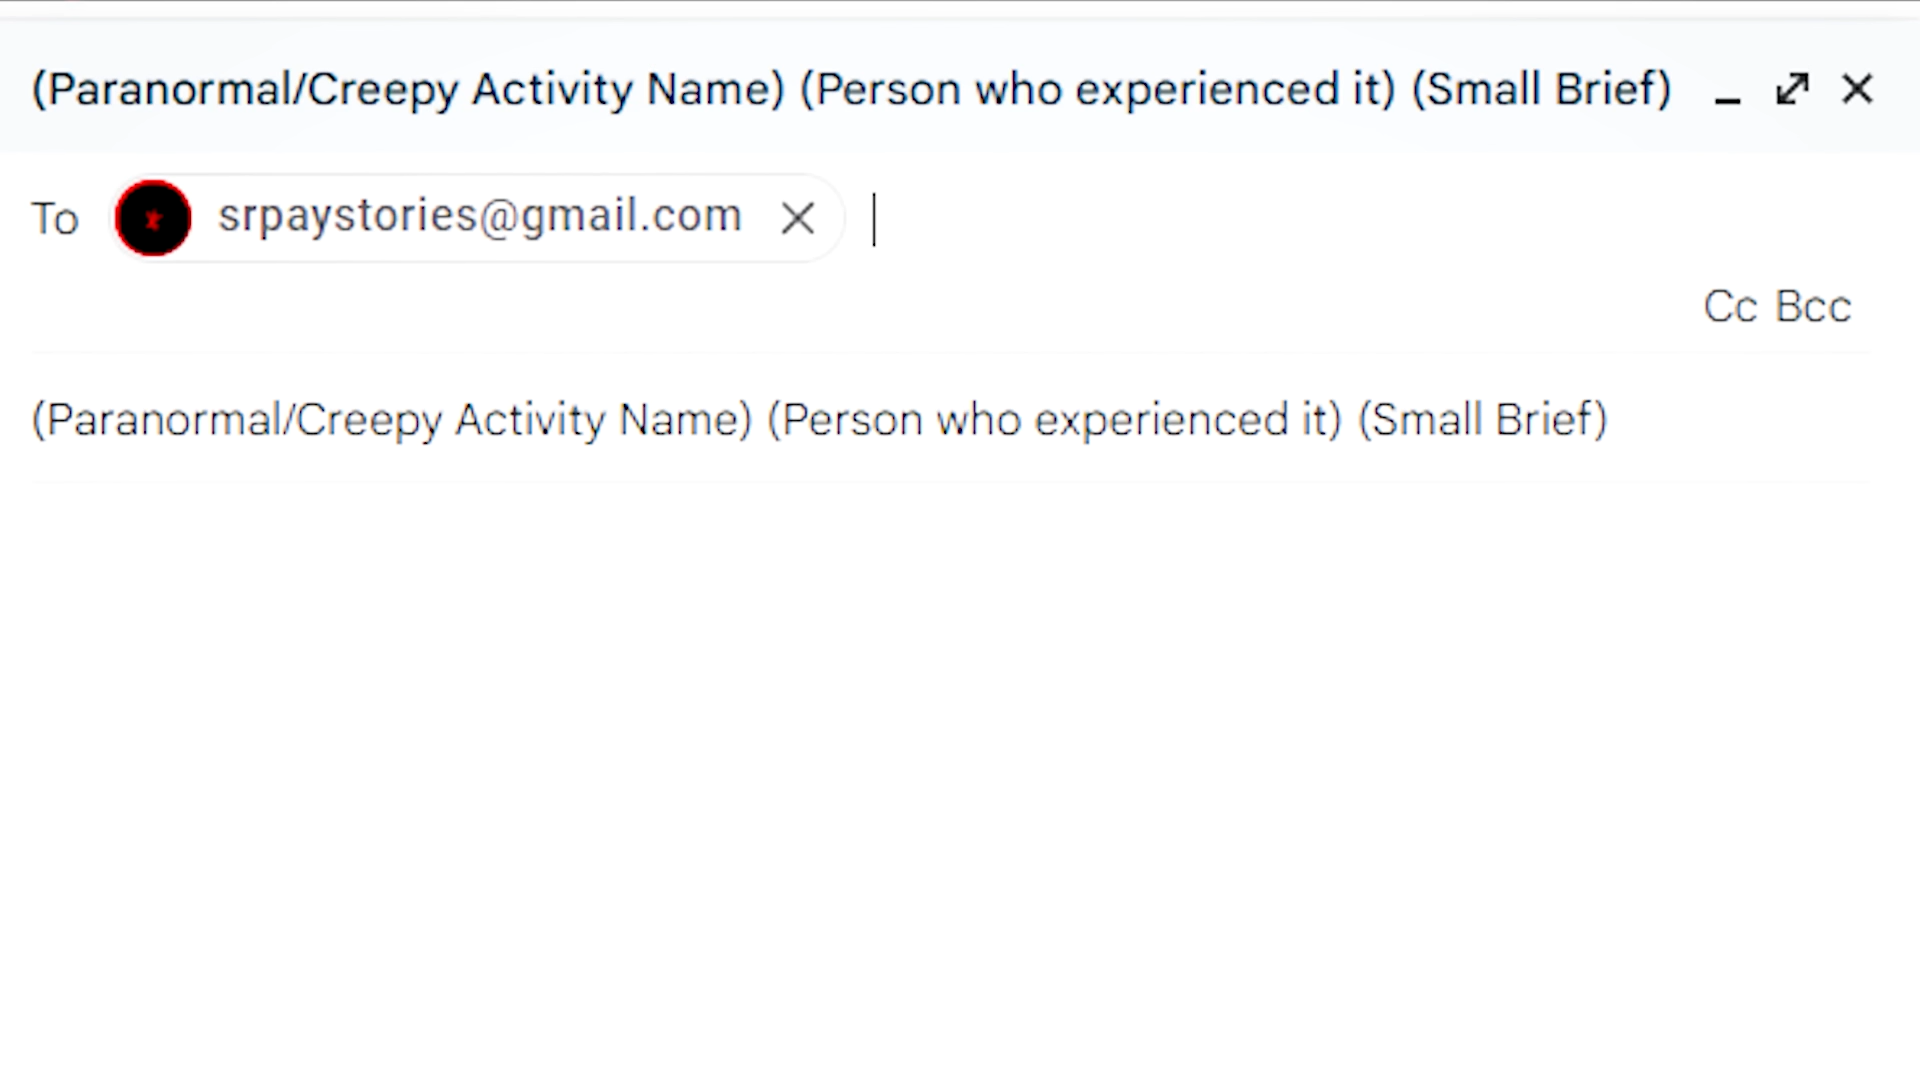 (Paranormal/Creepy Activity Name) (Person who experienced it) (Small Brief)
To srpaystories@gmail.com
Cc Bcc
(Paranormal/Creepy Activity Name) (Person who experienced it) (Small Brief)